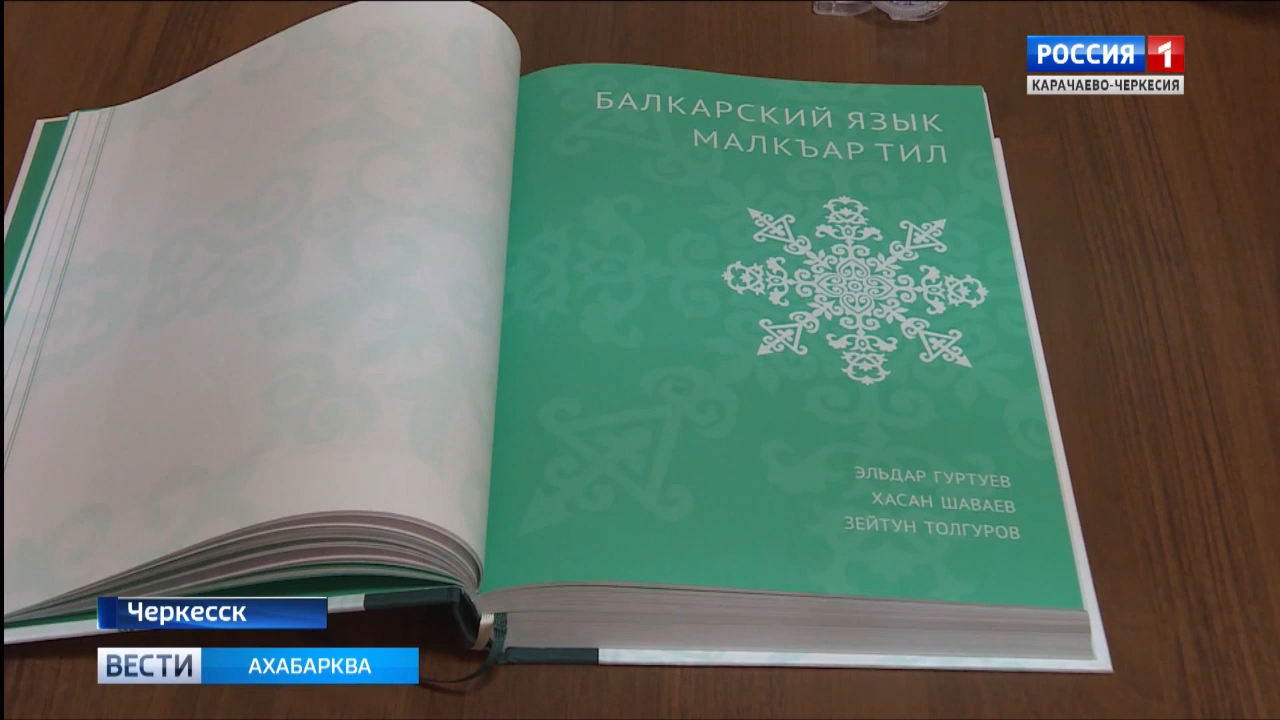 РОССИЯ 1
КАРАЧАЕВО-ЧЕРКЕСИЯ
БАЛКАРСКИЙ ЯЗЫК
МАЛКЪАР ТИЛ
ЭЛЬДАР ГУРТУЕВ
ХАСАН ШАВАЕВ
ЗЕЙТУН ТОЛГУРОВ
Черкесск
ВЕСТИ АХАБАРКВА